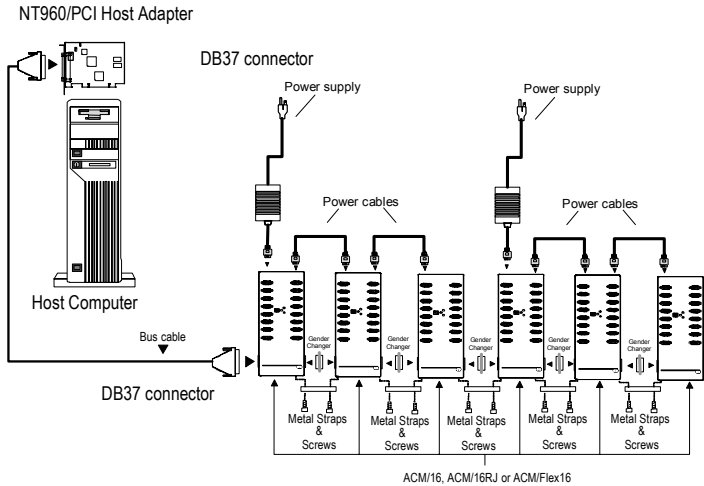 NT960/PCI Host Adapter
DB37 connector
Power supply
Power supply
Power cables
Power cables
Host Computer
Bus cable
DB37 connector
Gender
Changer
Gender
Changer
Gender
Changer
Gender
Changer
Gender
Changer
Metal Straps
&
Screws
Metal Straps
&
Screws
Metal Straps
&
Screws
Metal Straps
&
Screws
Metal Straps
&
Screws
ACM/16, ACM/16RJ or ACM/Flex16